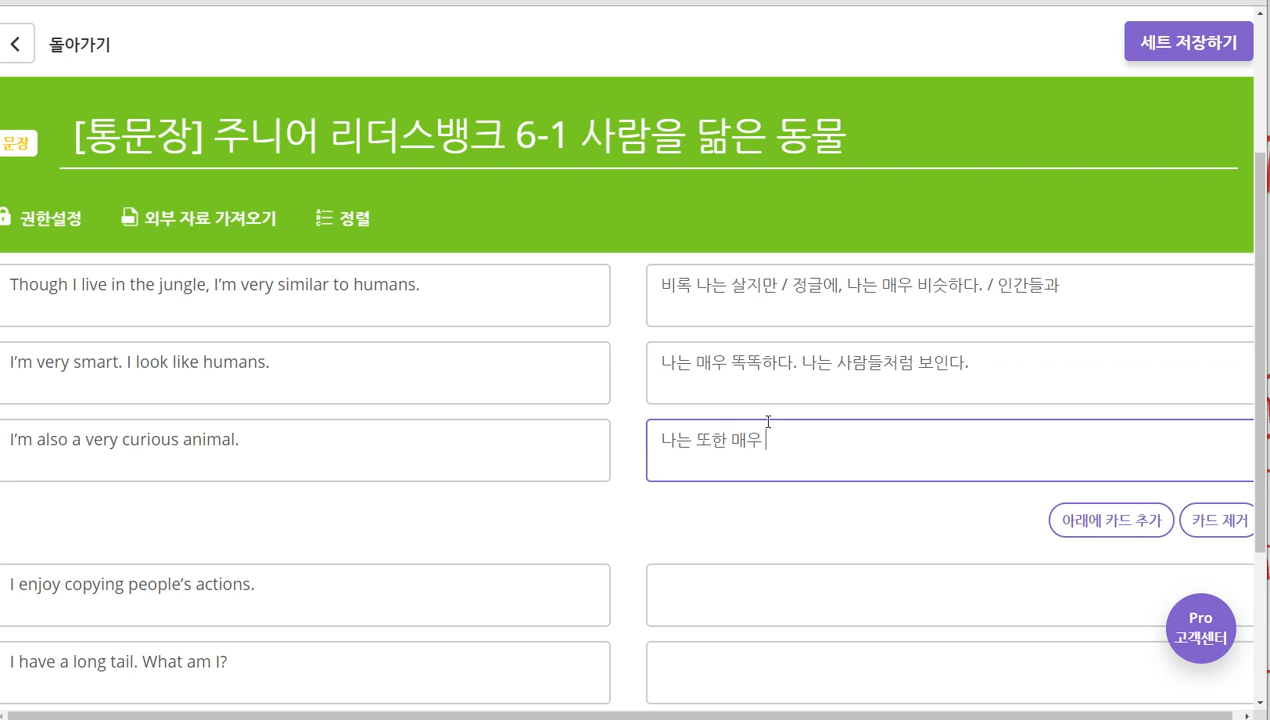 돌아가기
세트 저장하기
문장
[통문장] 주니어 리더스뱅크 6-1 사람을 닮은 동물
권한설정
외부 자료 가져오기
정렬
Though I live in the jungle, I’m very similar to humans.
비록 나는 살지만 / 정글에, 나는 매우 비슷하다. / 인간들과
I’m very smart. I look like humans.
나는 매우 똑똑하다. 나는 사람들처럼 보인다.
I’m also a very curious animal.
나는 또한 매우
아래에 카드 추가
카드 제거
I enjoy copying people’s actions.
Pro
고객센터
I have a long tail. What am I?